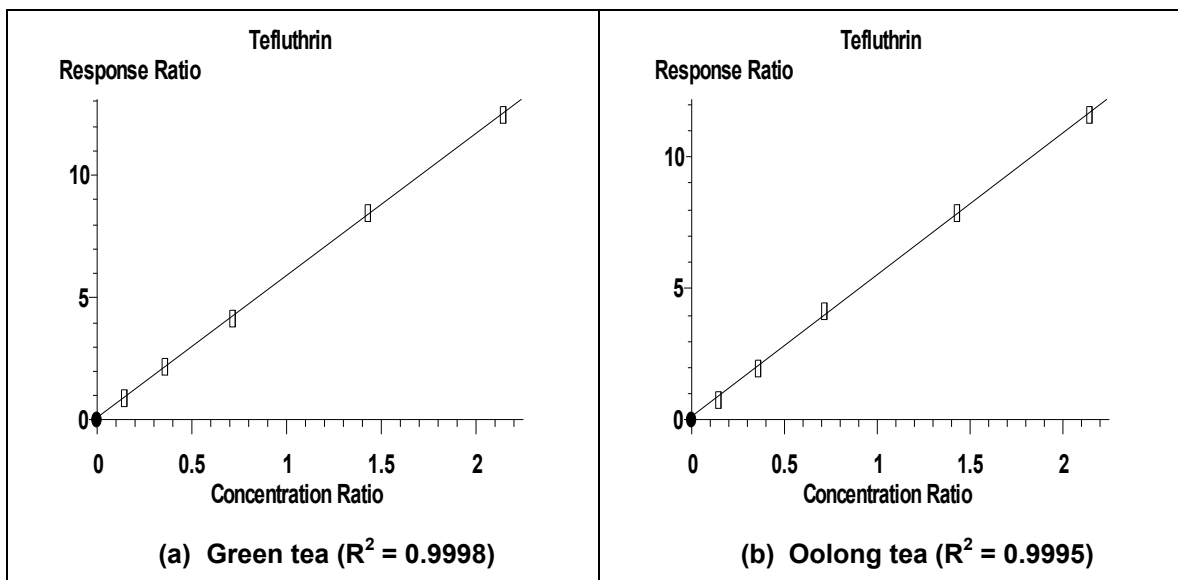 Tefluthrin
Response Ratio
10
5
0
0 0.5 1 1.5 2
Concentration Ratio
(a) Green tea (R² = 0.9998)
Tefluthrin
Response Ratio
10
5
0
0 0.5 1 1.5 2
Concentration Ratio
(b) Oolong tea (R² = 0.9995)